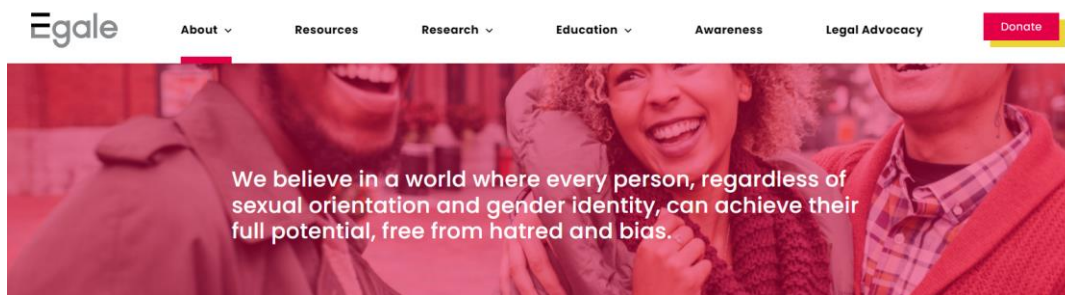 Egale
About
Resources
Research
Education
Awareness
Legal Advocacy
Donate
We believe in a world where every person, regardless of
sexual orientation and gender identity, can achieve their
full potential, free from hatred and bias.